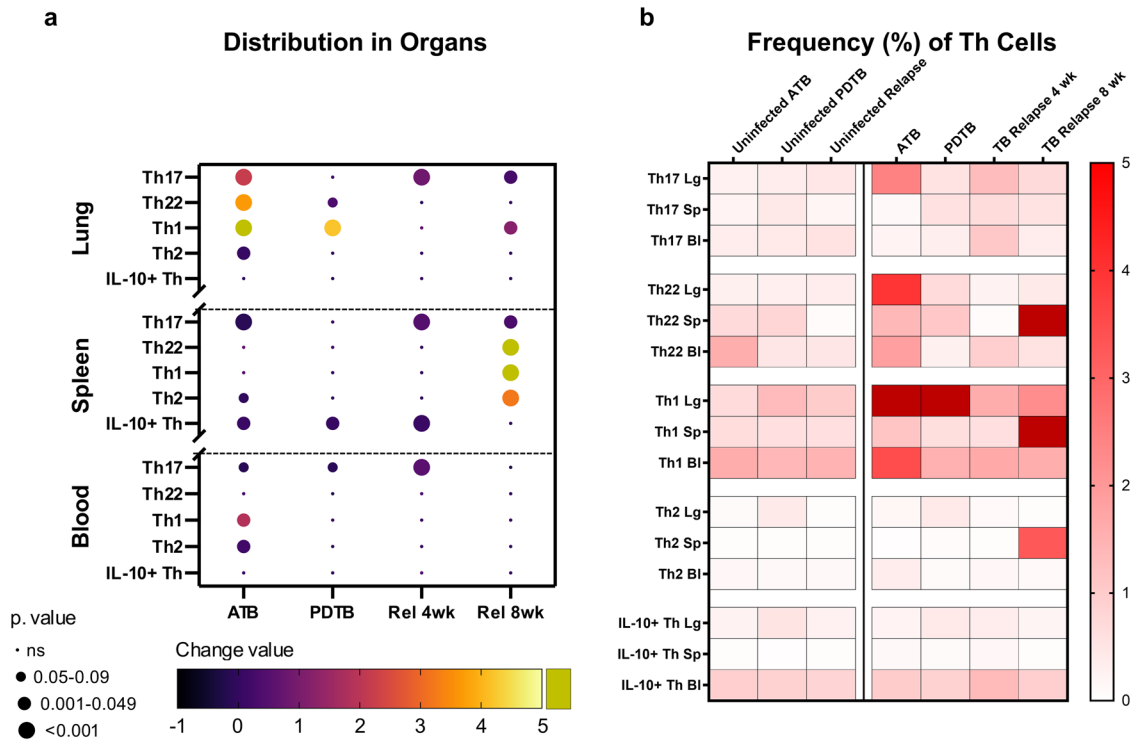 a
Distribution in Organs
Lung
Th17
Th22
Th1
Th2
IL-10+ Th
Spleen
Th17
Th22
Th1
Th2
IL-10+ Th
Blood
Th17
Th22
Th1
Th2
IL-10+ Th
ATB
PDTB
Rel 4wk
Rel 8wk
p. value
ns
0.05-0.09
0.001-0.049
<0.001
Change value
-1
0
1
2
3
4
5
b
Frequency (%) of Th Cells
Uninfected ATB
Uninfected PDTB
Uninfected Relapse
ATB
PDTB
TB Relapse 4 wk
TB Relapse 8 wk
Th17 Lg
Th17 Sp
Th17 Bl
Th22 Lg
Th22 Sp
Th22 Bl
Th1 Lg
Th1 Sp
Th1 Bl
Th2 Lg
Th2 Sp
Th2 Bl
IL-10+ Th Lg
IL-10+ Th Sp
IL-10+ Th Bl
5
4
3
2
1
0